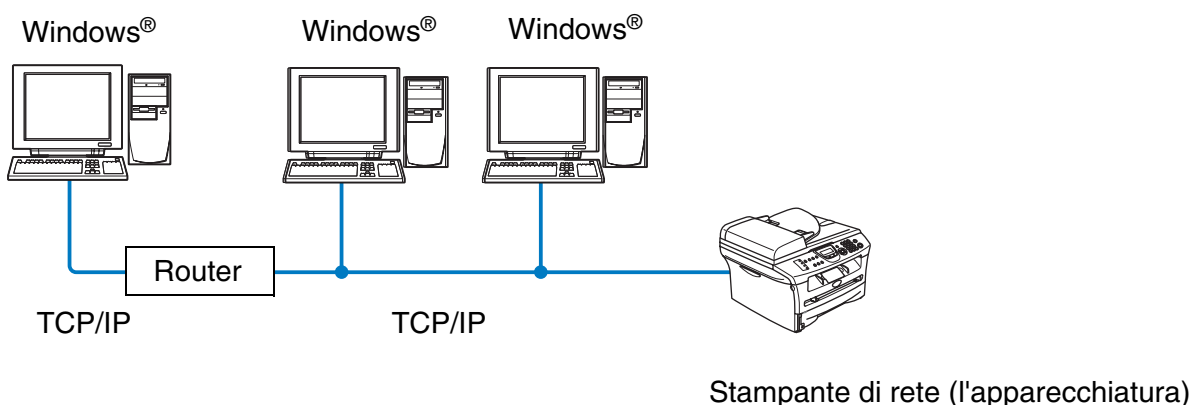 Windows®
Windows®
Windows®
Router
TCP/IP
TCP/IP
Stampante di rete (l'apparecchiatura)